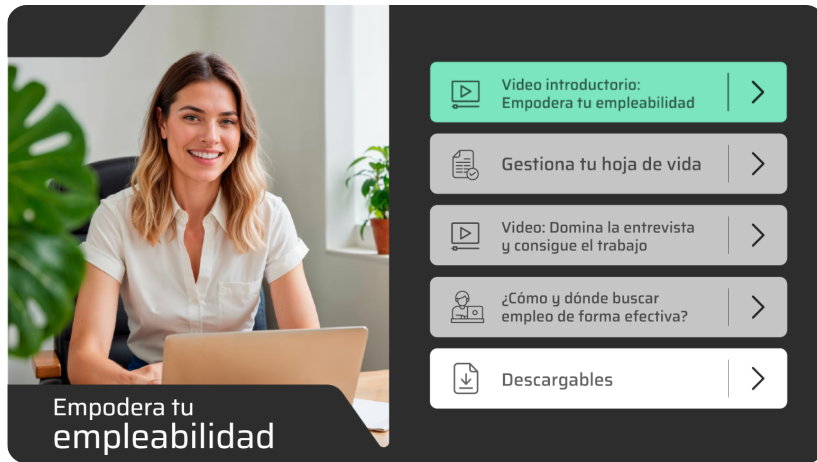 Video introductorio:
Empodera tu empleabilidad
Gestiona tu hoja de vida
Video: Domina la entrevista
y consigue el trabajo
¿Cómo y dónde buscar
empleo de forma efectiva?
Descargables
Empodera tu
empleabilidad